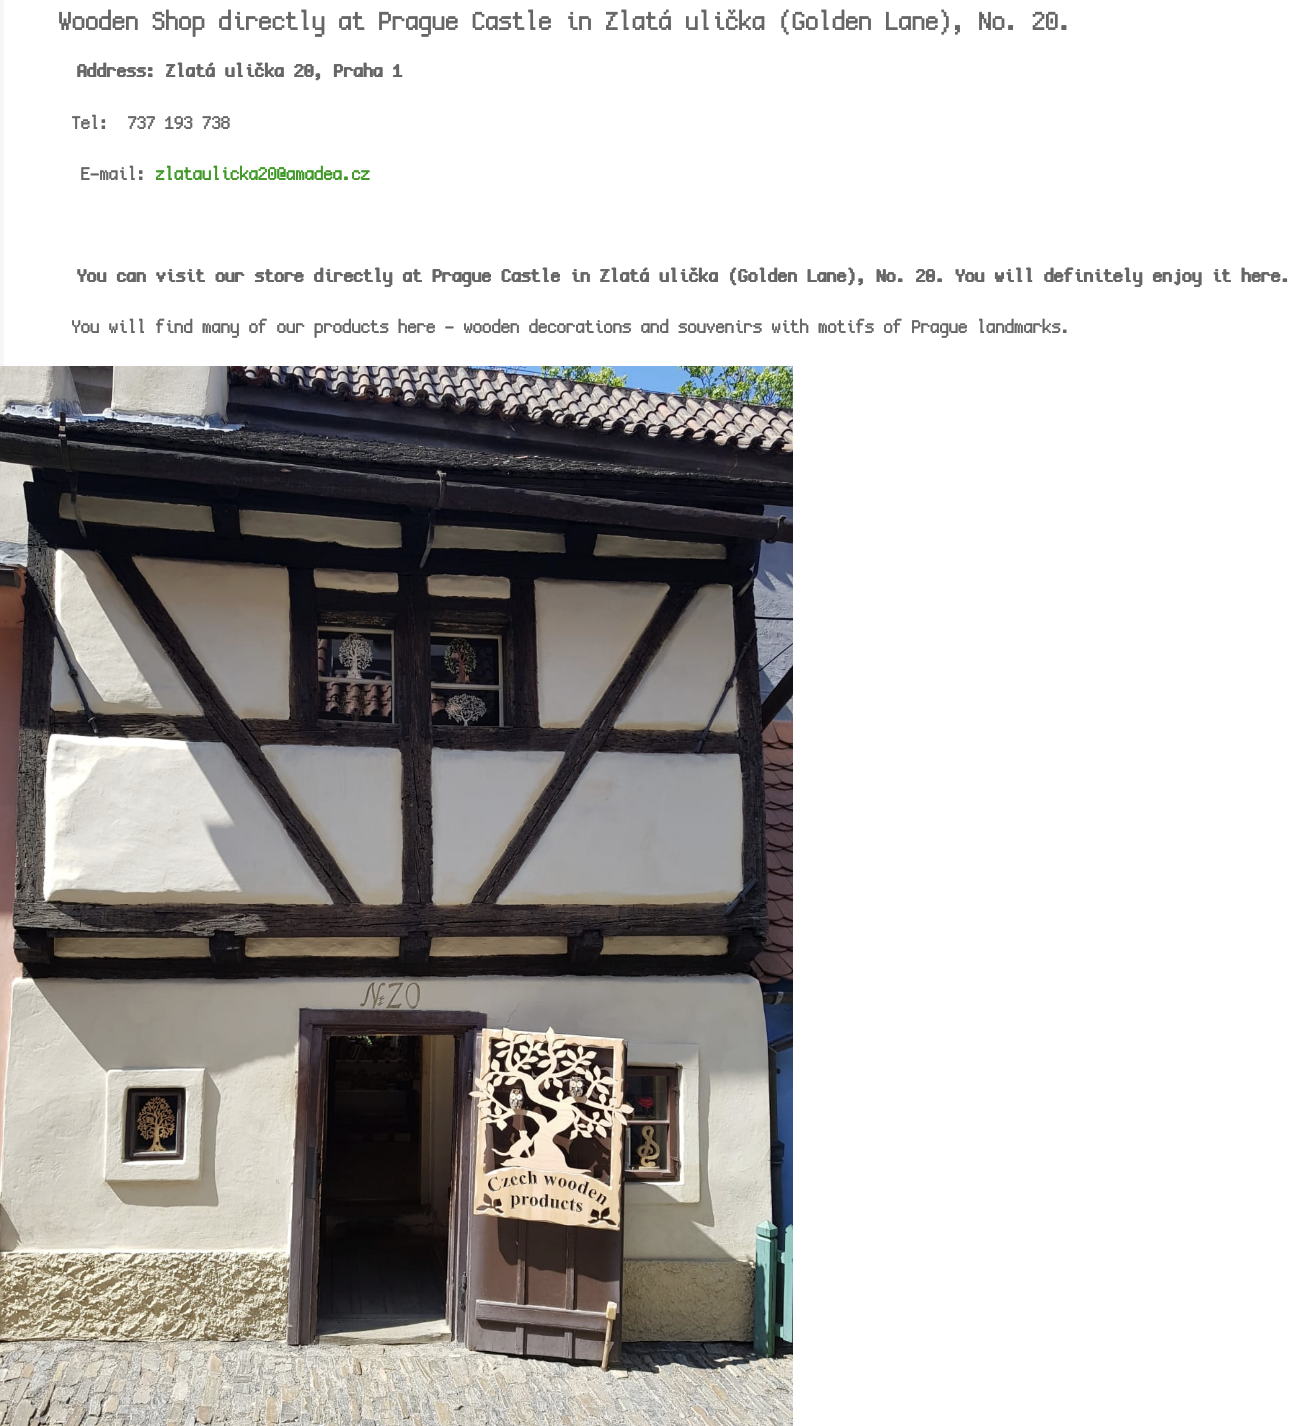 Wooden Shop directly at Prague Castle in Zlatá ulička (Golden Lane), No. 20.
Address: Zlatá ulička 20, Praha 1
Tel: 737 193 738
E-mail: zlataulicka20@amadea.cz
You can visit our store directly at Prague Castle in Zlatá ulička (Golden Lane), No. 20. You will definitely enjoy it here.
You will find many of our products here - wooden decorations and souvenirs with motifs of Prague landmarks.
№ 20
Czech wooden
products